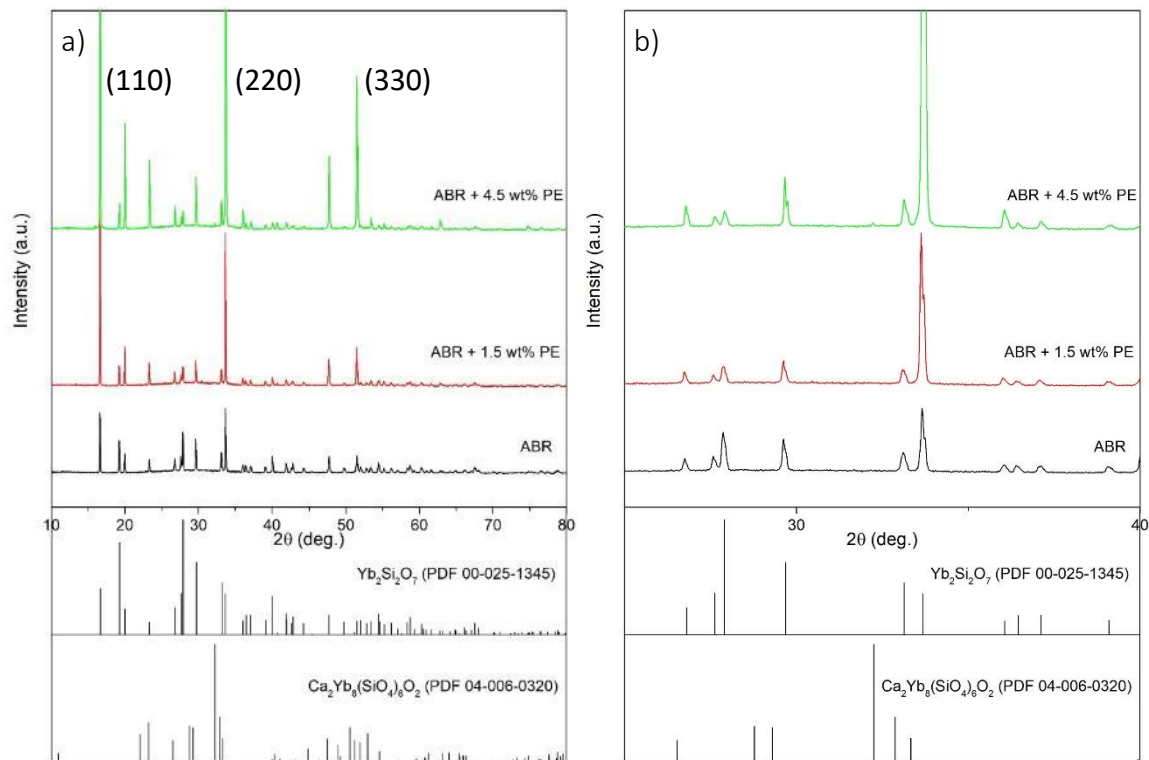 a)
(110)
(220)
(330)
ABR + 4.5 wt% PE
ABR + 1.5 wt% PE
ABR
Intensity (a.u.)
10 20 30 40 50 60 70 80
2θ (deg.)
Yb₂Si₂O₇ (PDF 00-025-1345)
Ca₂Yb₈(SiO₄)₆O₂ (PDF 04-006-0320)
b)
ABR + 4.5 wt% PE
ABR + 1.5 wt% PE
ABR
Intensity (a.u.)
30 40
2θ (deg.)
Yb₂Si₂O₇ (PDF 00-025-1345)
Ca₂Yb₈(SiO₄)₆O₂ (PDF 04-006-0320)